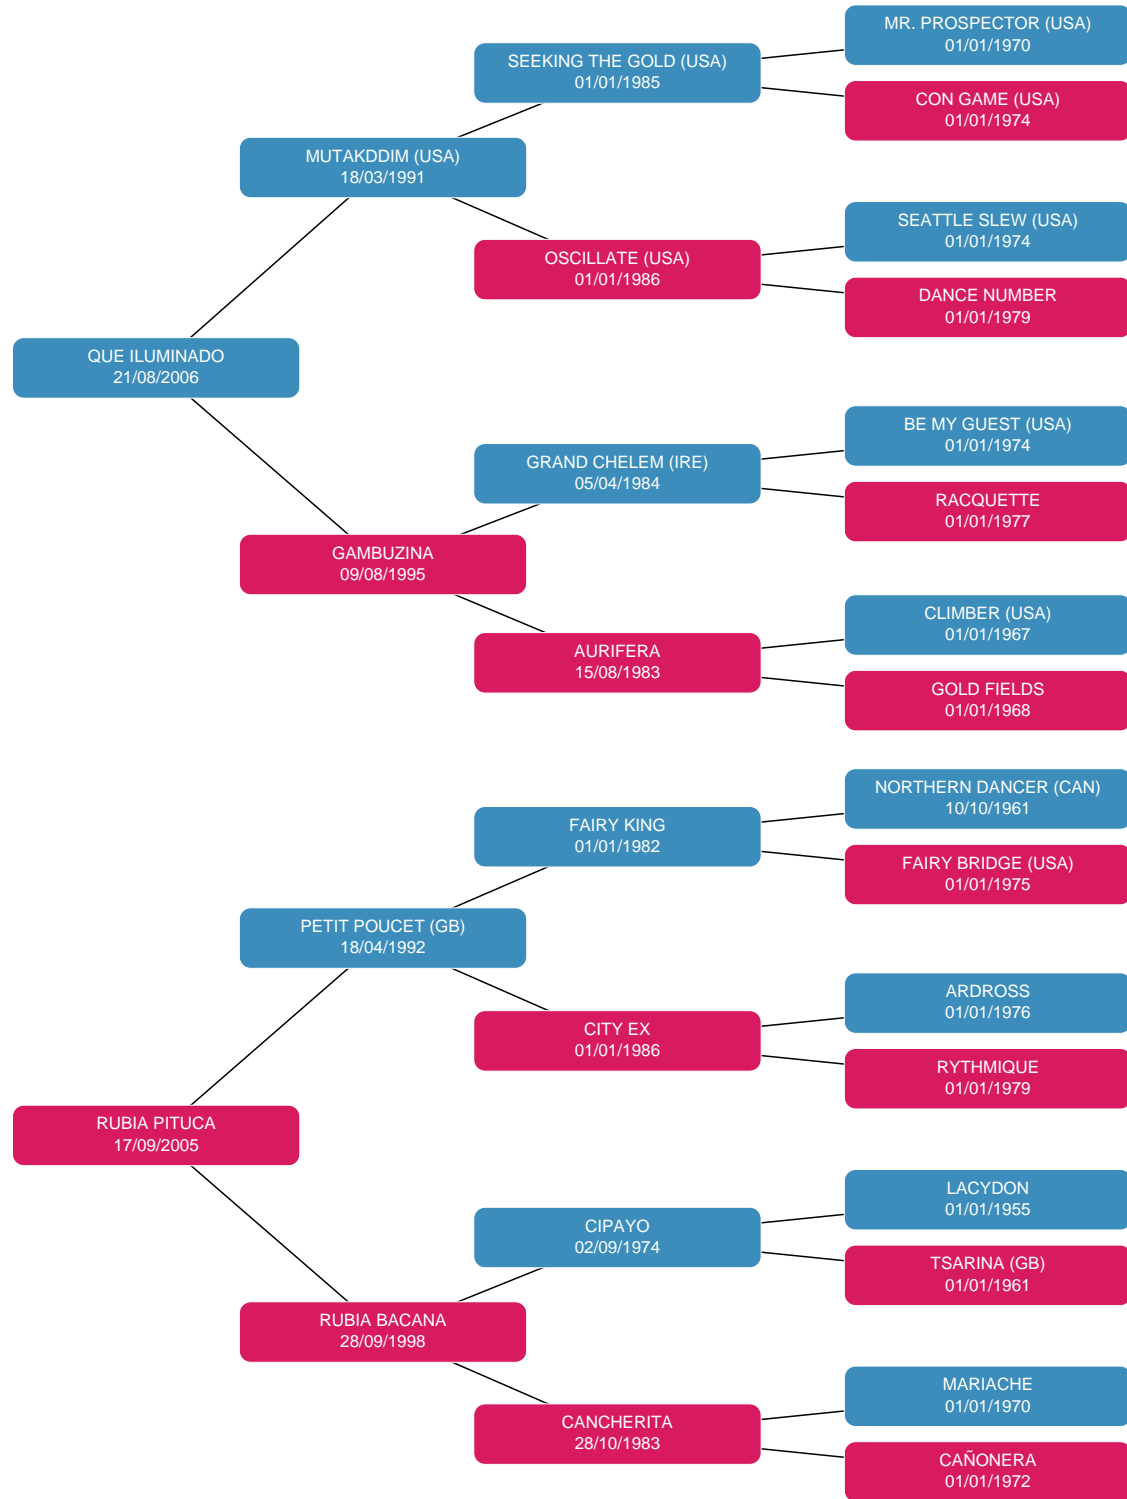 MR. PROSPECTOR (USA)
01/01/1970
SEEKING THE GOLD (USA)
01/01/1985
CON GAME (USA)
01/01/1974
MUTAKDDIM (USA)
18/03/1991
SEATTLE SLEW (USA)
01/01/1974
OSCILLATE (USA)
01/01/1986
DANCE NUMBER
01/01/1979
QUE ILUMINADO
21/08/2006
BE MY GUEST (USA)
01/01/1974
GRAND CHELEM (IRE)
05/04/1984
RACQUETTE
01/01/1977
GAMBUZINA
09/08/1995
CLIMBER (USA)
01/01/1967
AURIFERA
15/08/1983
GOLD FIELDS
01/01/1968
NORTHERN DANCER (CAN)
10/10/1961
FAIRY KING
01/01/1982
FAIRY BRIDGE (USA)
01/01/1975
PETIT POUCET (GB)
18/04/1992
ARDROSS
01/01/1976
CITY EX
01/01/1986
RYTHMIQUE
01/01/1979
RUBIA PITUCA
17/09/2005
LACYDON
01/01/1955
CIPAYO
02/09/1974
TSARINA (GB)
01/01/1961
RUBIA BACANA
28/09/1998
MARIACHE
01/01/1970
CANCHERITA
28/10/1983
CAÑONERA
01/01/1972